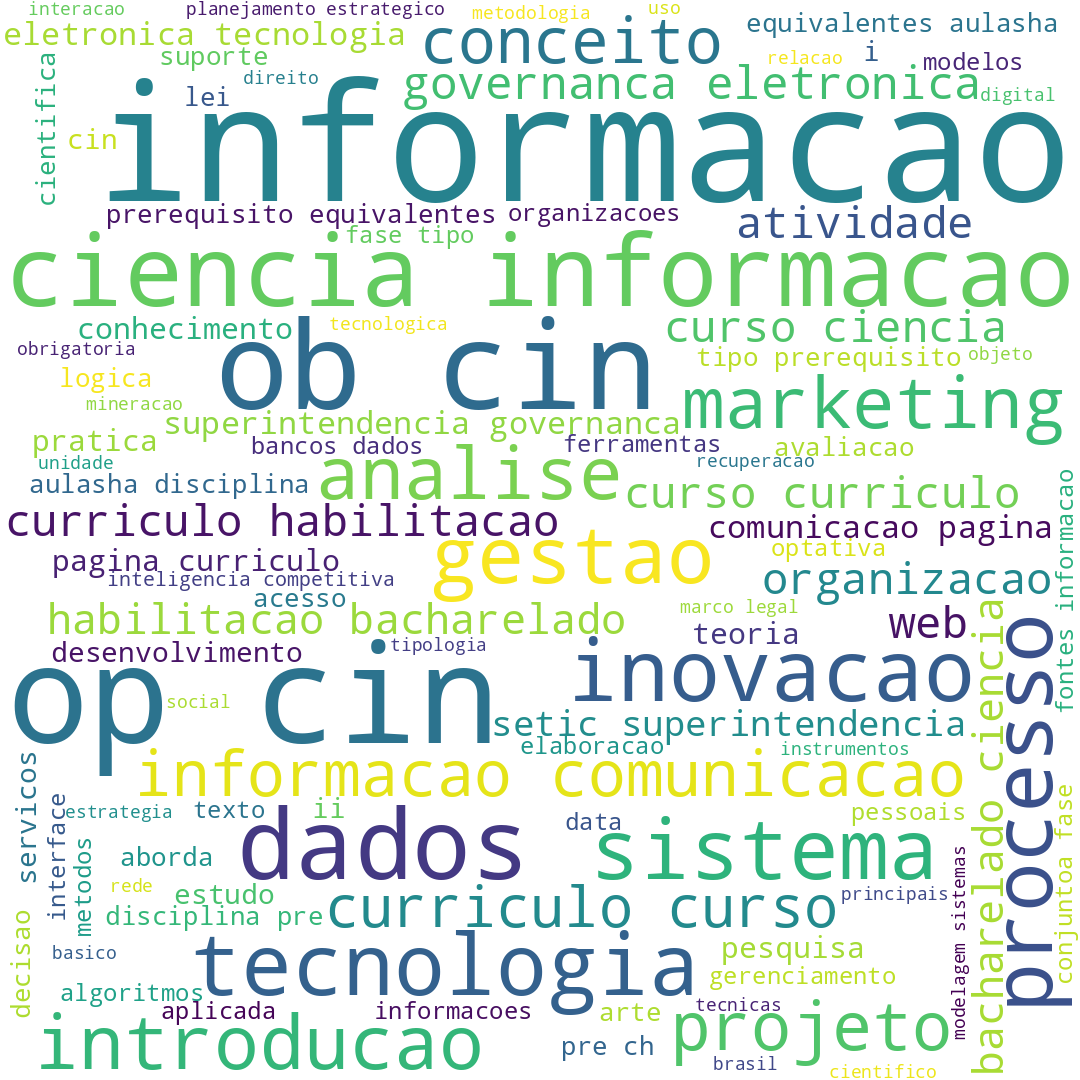 interacao
planejamento estrategico
metodologia
uso
eletronica tecnologia
conceito
equivalentes aulasha
suporte
relacao
i
modelos
direito
governanca eletronica
digital
cientifica
lei
informacao
cin
prerequisito equivalentes
organizacoes
atividade
fase tipo
ciencia informacao
conhecimento
tecnologica
ob cin
curso ciencia
obrigatoria
tipo prerequisito
objeto
logica
marketing
mineracao
superintendencia governanca
pratica
bancos dados
ferramentas
avaliacao
unidade
analise
recuperacao
aulasha disciplina
curso curriculo
fontes informacao
curriculo habilitacao
comunicacao pagina
gestao
optativa
pagina curriculo
inteligencia competitiva
organizacao
acesso
habilitacao bacharelado
marco legal
web
teoria
desenvolvimento
tipologia
inovacao
processo
bacharelado ciencia
op cin
social
setic superintendencia
elaboracao
instrumentos
informacao comunicacao
servicos
interface
estrategia
texto
ii
dados
data
sistema
pessoais
conjuntoa fase
metodos
aborda
rede
estudo
curriculo curso
principais
modelagem sistemas
disciplina pre
decisao
basico
tecnologia
pesquisa
gerenciamento
algoritmos
aplicada
informacoes
arte
tecnicas
introducao
projeto
pre ch
brasil
cientifico